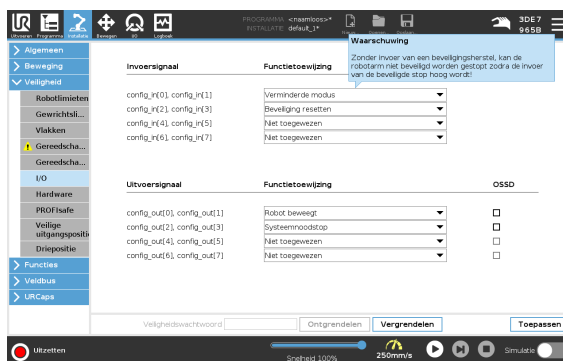 PROGRAMMA <naamloos>*
INSTALLATIE default_1*
3DE7
965B
Uitvoeren Programma Installatie Bewegen I/O Logboek
Nieuw... Openen... Opslaan...
Waarschuwing
Zonder invoer van een beveiligingsherstel, kan de
robotarm niet beveiligd worden gestopt zodra de invoer
van de beveiligde stop hoog wordt!
Algemeen
Beweging
Veiligheid
Robotlimieten
Gewrichtsli...
Vlakken
Gereedscha...
Gereedscha...
I/O
Hardware
PROFIsafe
Veilige
uitgangspositi
Driepositie
Functies
Veldbus
URCaps
Invoersignaal Functietoewijzing
config_in[0], config_in[1] Verminderde modus
config_in[2], config_in[3] Beveiliging resetten
config_in[4], config_in[5] Niet toegewezen
config_in[6], config_in[7] Niet toegewezen
Uitvoersignaal Functietoewijzing OSSD
config_out[0], config_out[1] Robot beweegt
config_out[2], config_out[3] Systeemnoodstop
config_out[4], config_out[5] Niet toegewezen
config_out[6], config_out[7] Niet toegewezen
Veiligheidswachtwoord Ontgrendelen Vergrendelen Toepassen
Uitzetten
Snelheid 100%
250mm/s
Simulatie